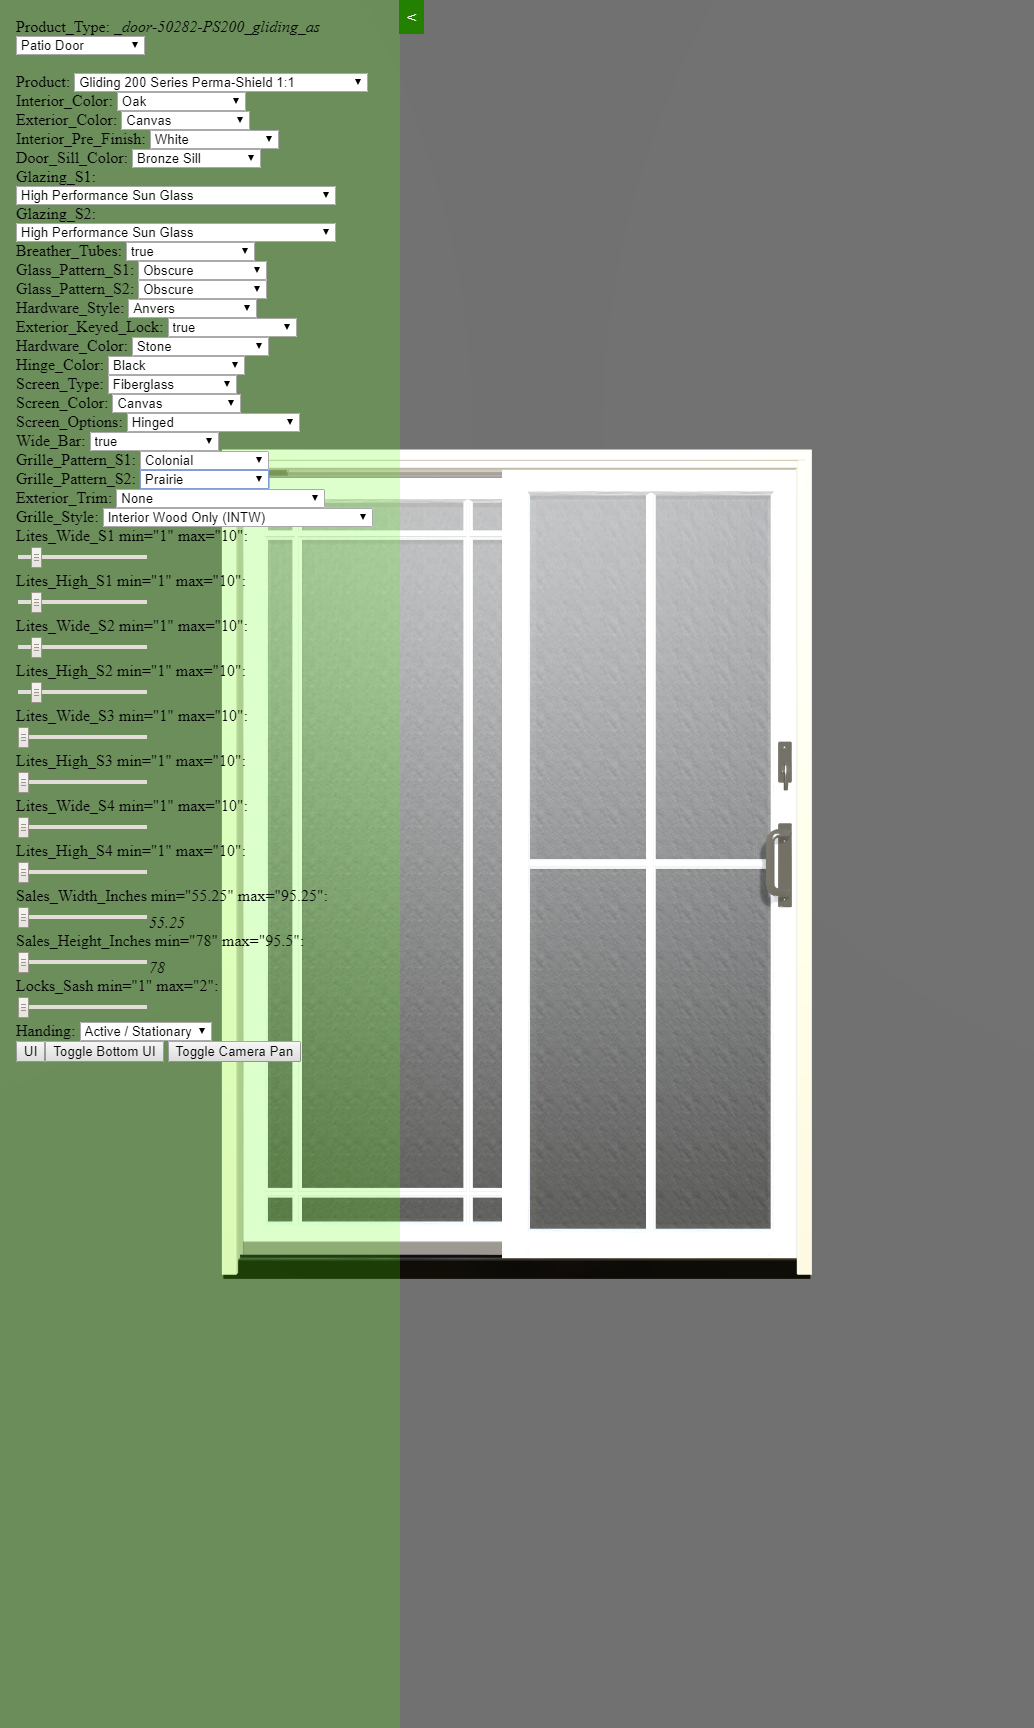 Product_Type: _door-50282-PS200_gliding_as
<
Patio Door
Product: Gliding 200 Series Perma-Shield 1:1
Interior_Color: Oak
Exterior_Color: Canvas
Interior_Pre_Finish: White
Door_Sill_Color: Bronze Sill
Glazing_S1:
High Performance Sun Glass
Glazing_S2:
High Performance Sun Glass
Breather_Tubes: true
Glass_Pattern_S1: Obscure
Glass_Pattern_S2: Obscure
Hardware_Style: Anvers
Exterior_Keyed_Lock: true
Hardware_Color: Stone
Hinge_Color: Black
Screen_Type: Fiberglass
Screen_Color: Canvas
Screen_Options: Hinged
Wide_Bar: true
Grille_Pattern_S1: Colonial
Grille_Pattern_S2: Prairie
Exterior_Trim: None
Grille_Style: Interior Wood Only (INTW)
Lites_Wide_S1 min="1" max="10":
Lites_High_S1 min="1" max="10":
Lites_Wide_S2 min="1" max="10":
Lites_High_S2 min="1" max="10":
Lites_Wide_S3 min="1" max="10":
Lites_High_S3 min="1" max="10":
Lites_Wide_S4 min="1" max="10":
Lites_High_S4 min="1" max="10":
Sales_Width_Inches min="55.25" max="95.25":
55.25
Sales_Height_Inches min="78" max="95.5":
78
Locks_Sash min="1" max="2":
Handing: Active / Stationary
UI Toggle Bottom UI Toggle Camera Pan